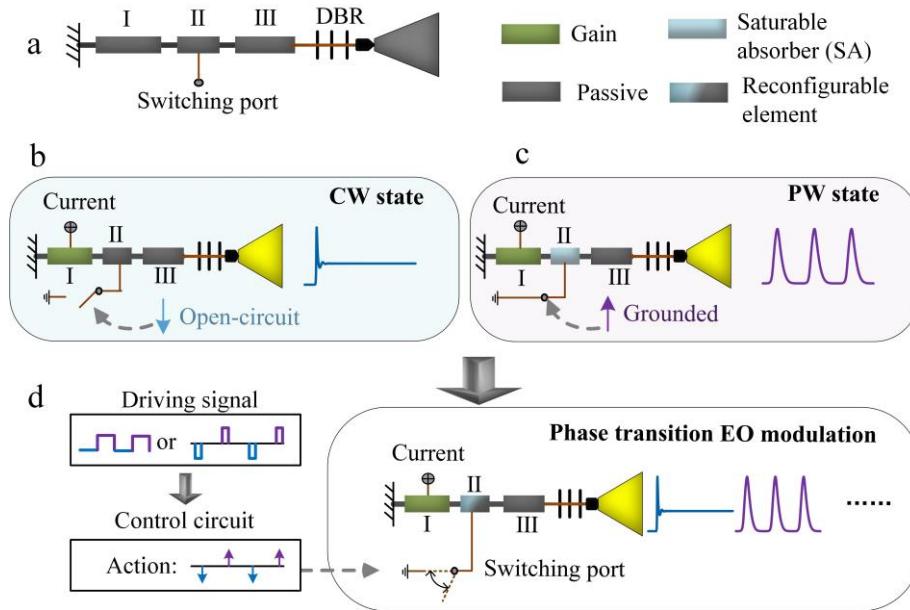 a
I II III DBR
Switching port
Gain
Saturable
absorber (SA)
Passive
Reconfigurable
element
b
CW state
Current
II
I
III
Open-circuit
c
PW state
Current
II
I
III
Grounded
d
Driving signal
or
Control circuit
Action:
Phase transition EO modulation
Current
II
I
III
......
Switching port